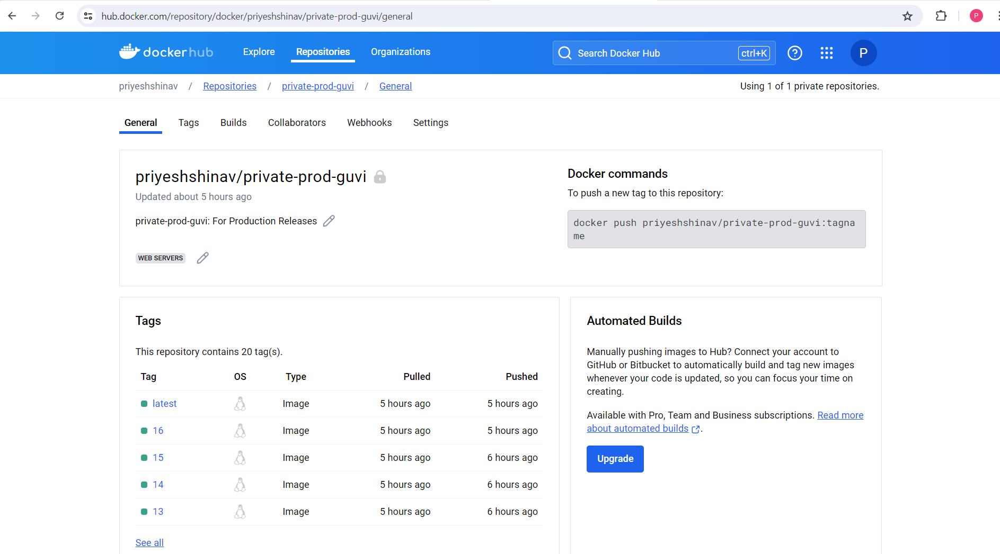 hub.docker.com/repository/docker/priyeshshinav/private-prod-guvi/general
P
dockerhub
Explore
Repositories
Organizations
Search Docker Hub
ctrl+K
P
priyeshshinav / Repositories / private-prod-guvi / General
Using 1 of 1 private repositories.
General
Tags
Builds
Collaborators
Webhooks
Settings
priyeshshinav/private-prod-guvi
Updated about 5 hours ago
private-prod-guvi: For Production Releases
WEB SERVERS
Docker commands
To push a new tag to this repository:
docker push priyeshshinav/private-prod-guvi:tagna
me
Tags
This repository contains 20 tag(s).
Tag OS Type Pulled Pushed
latest Image 5 hours ago 5 hours ago
16 Image 5 hours ago 5 hours ago
15 Image 5 hours ago 6 hours ago
14 Image 5 hours ago 6 hours ago
13 Image 5 hours ago 6 hours ago
See all
Automated Builds
Manually pushing images to Hub? Connect your account to
GitHub or Bitbucket to automatically build and tag new images
whenever your code is updated, so you can focus your time on
creating.
Available with Pro, Team and Business subscriptions. Read more
about automated builds.
Upgrade